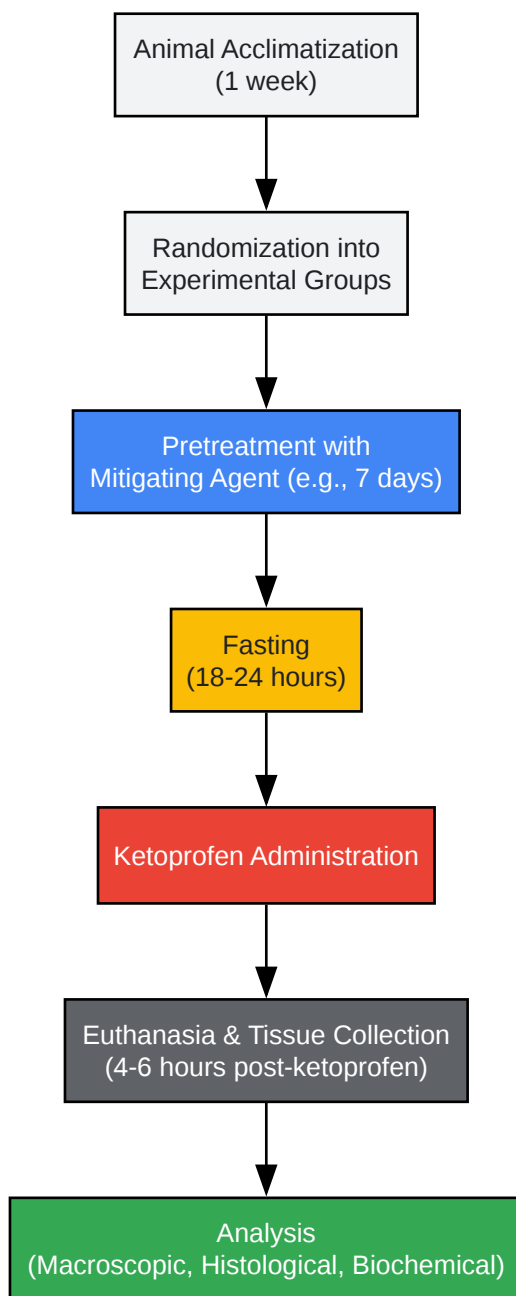 Animal Acclimatization
(1 week)
Randomization into
Experimental Groups
Pretreatment with
Mitigating Agent (e.g., 7 days)
Fasting
(18-24 hours)
Ketoprofen Administration
Euthanasia & Tissue Collection
(4-6 hours post-ketoprofen)
Analysis
(Macroscopic, Histological, Biochemical)